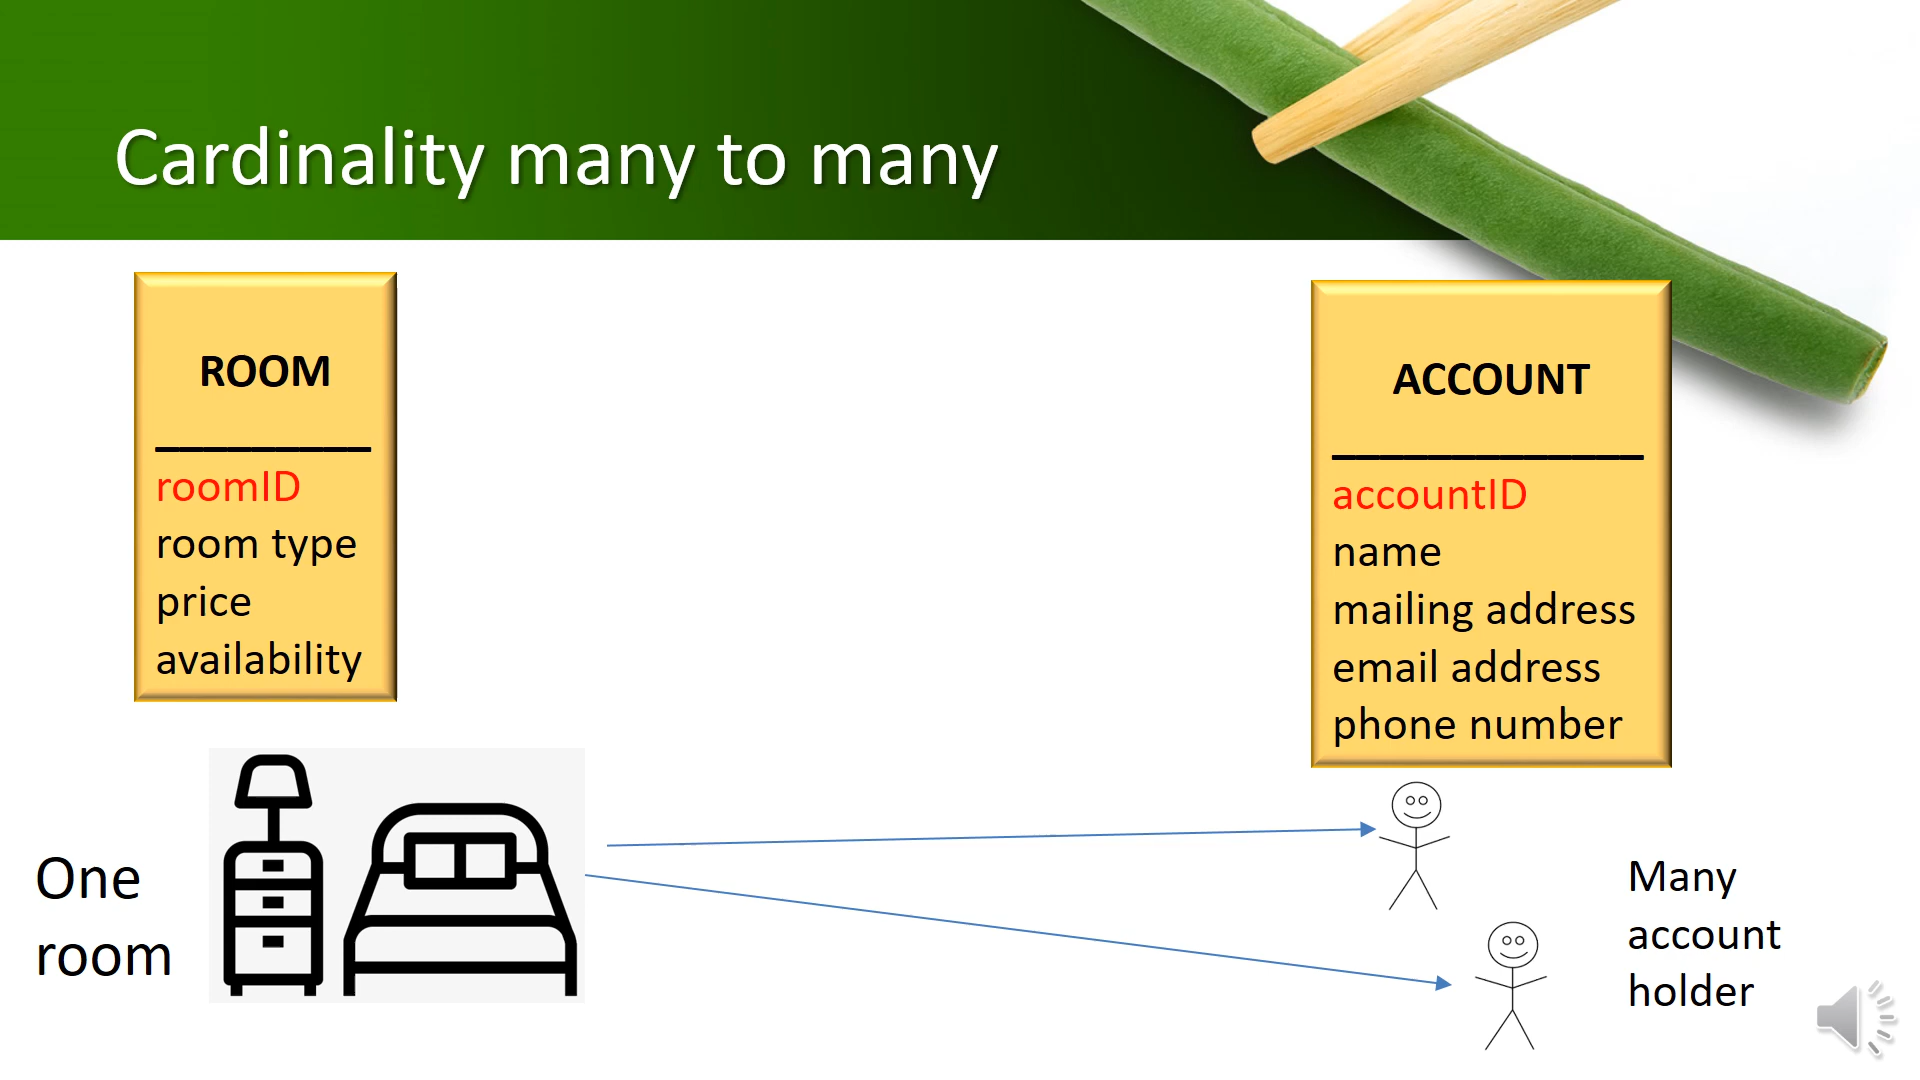 Cardinality many to many
ROOM
roomID
room type
price
availability
ACCOUNT
accountID
name
mailing address
email address
phone number
One
room
Many
account
holder